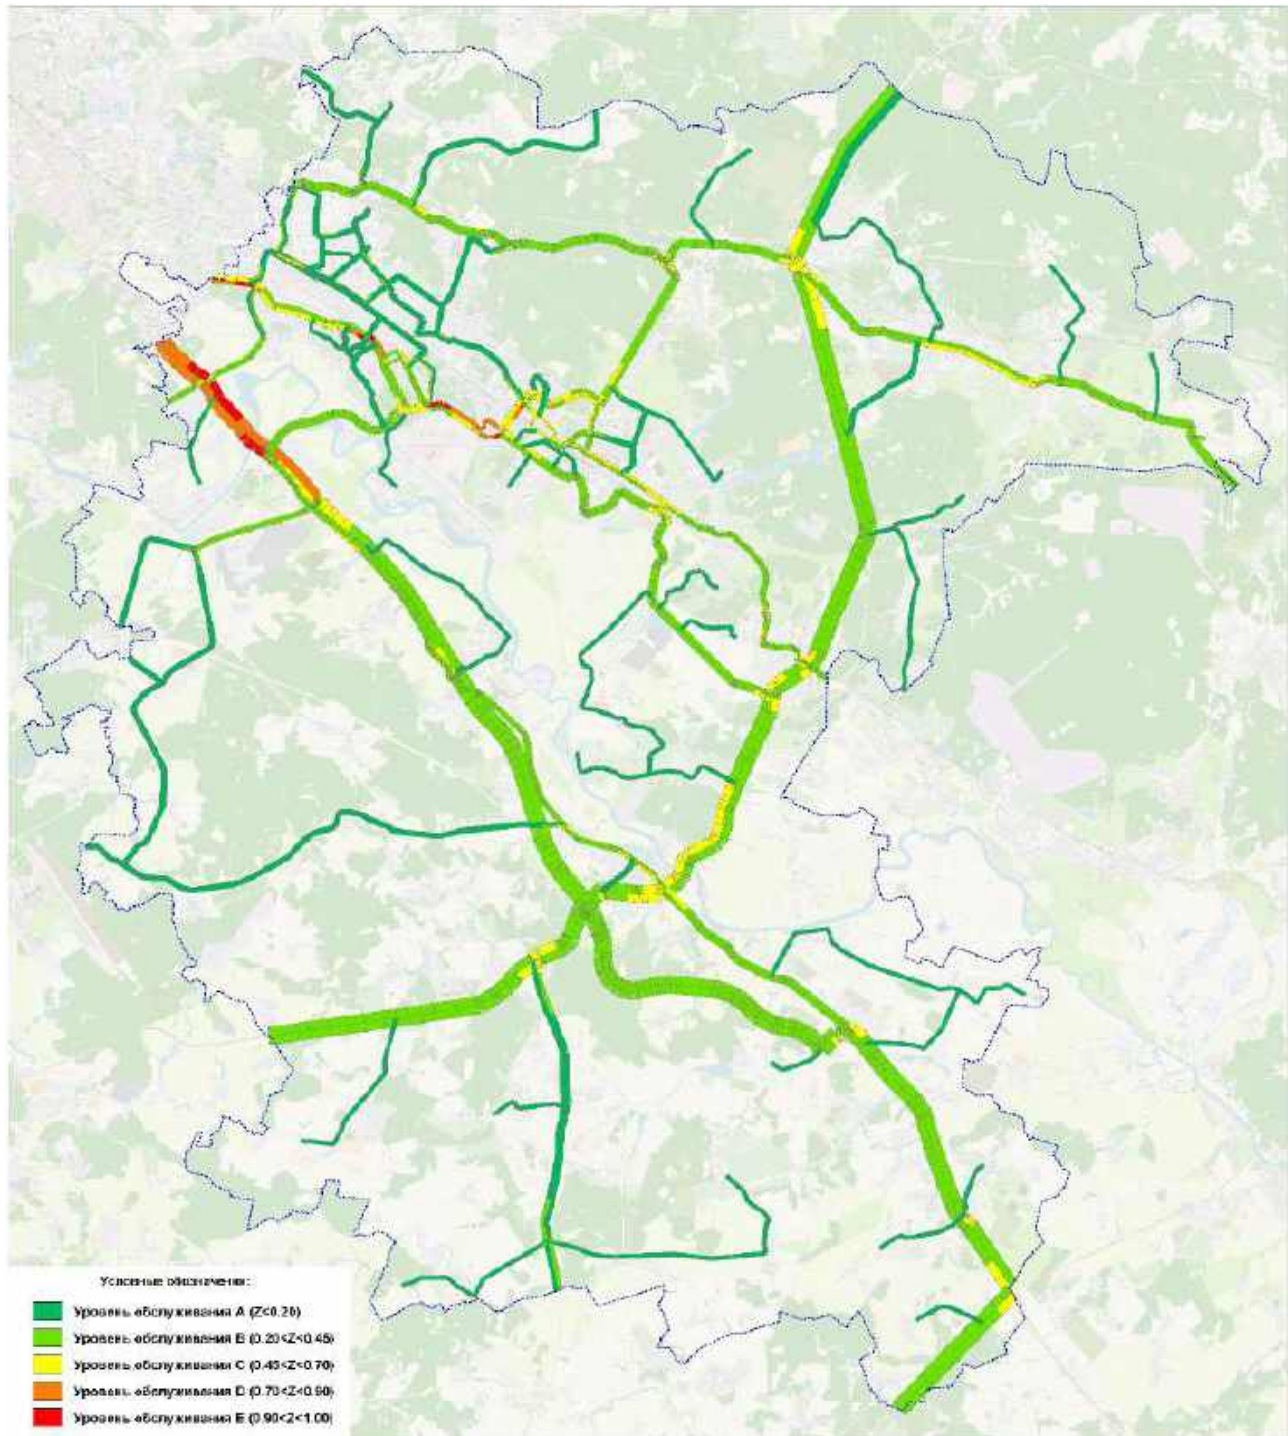 Условные обозначения:
Уровень обслуживания A (Z<0.20)
Уровень обслуживания B (0.20<Z<0.45)
Уровень обслуживания C (0.45<Z<0.70)
Уровень обслуживания D (0.70<Z<0.90)
Уровень обслуживания E (0.90<Z<1.00)